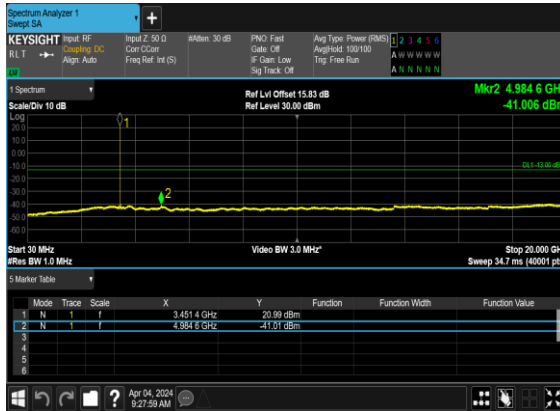 Spectrum Analyzer 1
Swept SA
+
KEYSIGHT
RLT
Input: RF
Coupling: DC
Align: Auto
Input Z: 50 Ω
Corr CCorr
Freq Ref: Int (S)
#Atten: 30 dB
PNO: Fast
Gate: Off
IF Gain: Low
Sig Track: Off
Avg Type: Power (RMS)
Avg|Hold: 100/100
Trig: Free Run
1 2 3 4 5 6
A W W W W W
A N N N N N
1 Spectrum
Scale/Div 10 dB
Ref Lvl Offset 15.83 dB
Ref Level 30.00 dBm
Mkr2 4.984 6 GHz
-41.006 dBm
Log
20.0
10.0
0.00
-10.0
-20.0
-30.0
-40.0
-50.0
-60.0
1
2
DL1 -13.00 dB
Start 30 MHz
#Res BW 1.0 MHz
Video BW 3.0 MHz*
Stop 20.000 GH
Sweep 34.7 ms (40001 pts
5 Marker Table
Mode Trace Scale X Y Function Function Width Function Value
1 N 1 f 3.451 4 GHz 20.99 dBm
2 N 1 f 4.984 6 GHz -41.01 dBm
3
4
5
6
?
Apr 04, 2024
9:27:59 AM